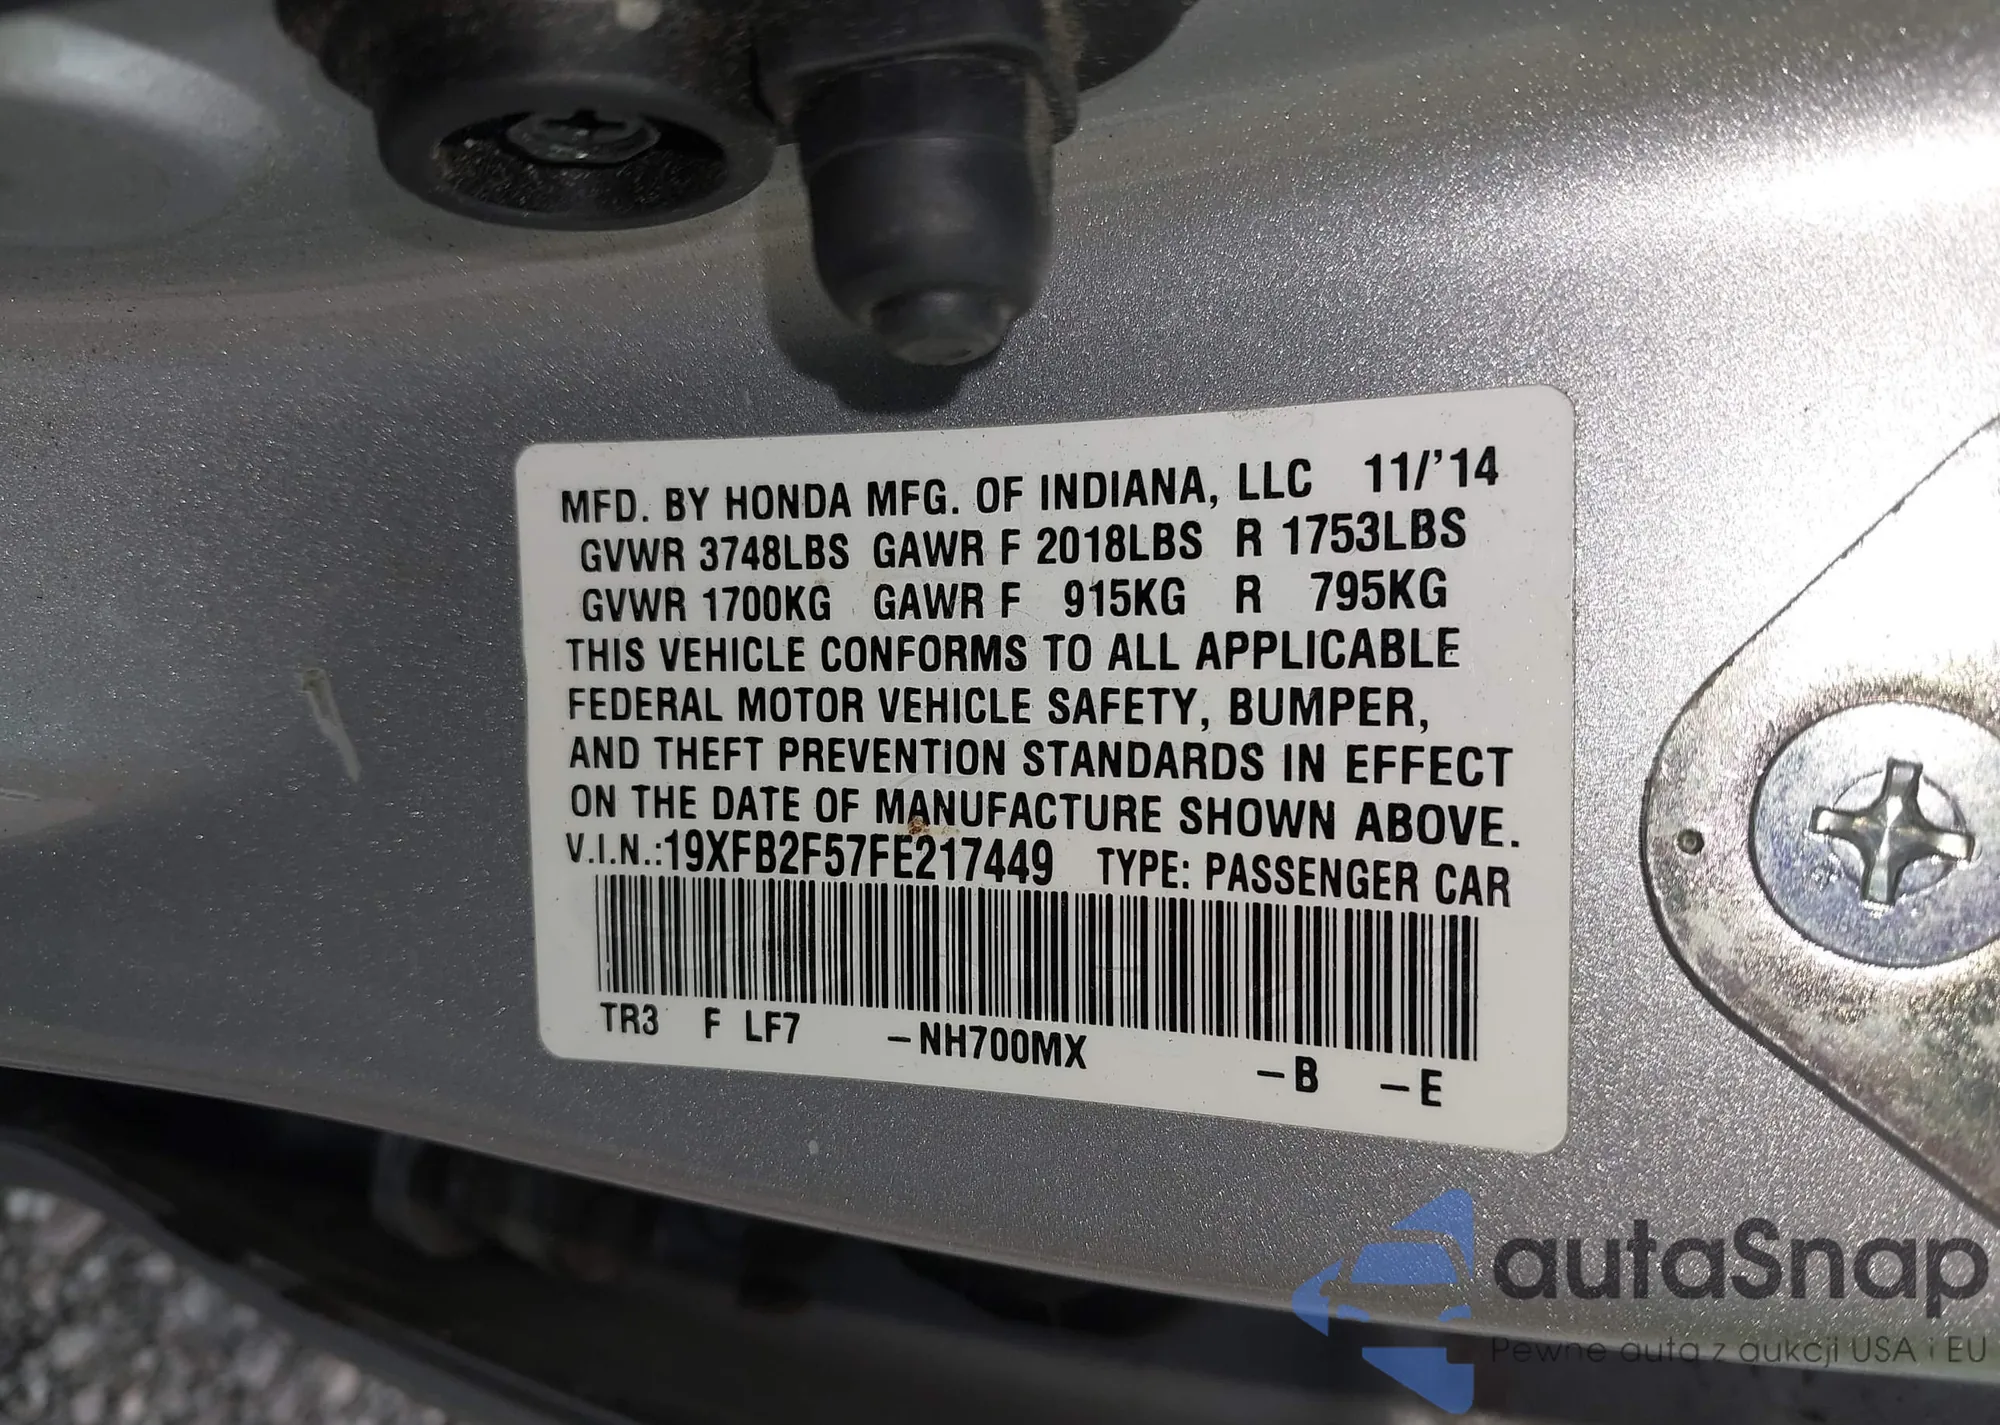 MFD. BY HONDA MFG. OF INDIANA, LLC 11/'14
GVWR 3748LBS GAWR F 2018LBS R 1753LBS
GVWR 1700KG GAWR F 915KG R 795KG
THIS VEHICLE CONFORMS TO ALL APPLICABLE
FEDERAL MOTOR VEHICLE SAFETY, BUMPER,
AND THEFT PREVENTION STANDARDS IN EFFECT
ON THE DATE OF MANUFACTURE SHOWN ABOVE.
V.I.N.:19XFB2F57FE217449 TYPE: PASSENGER CAR
TR3 F LF7 -NH700MX -B -E
autaSnap
Pewne auta z aukcji USA i EU